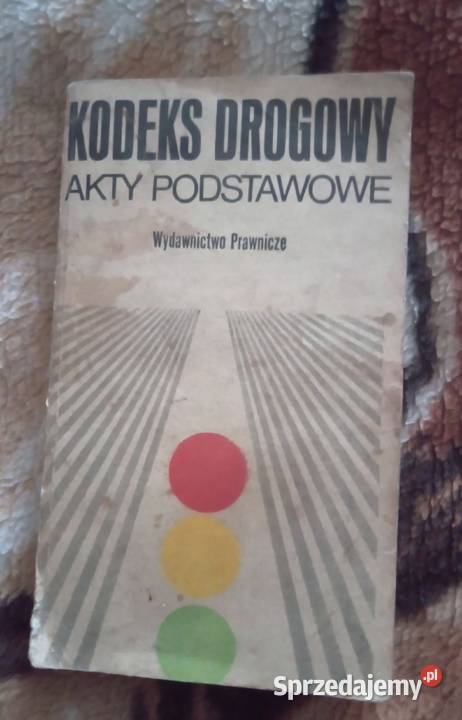 KODEKS DROGOWY
AKTY PODSTAWOWE
Wydawnictwo Prawnicze
Sprzedajemy.pl